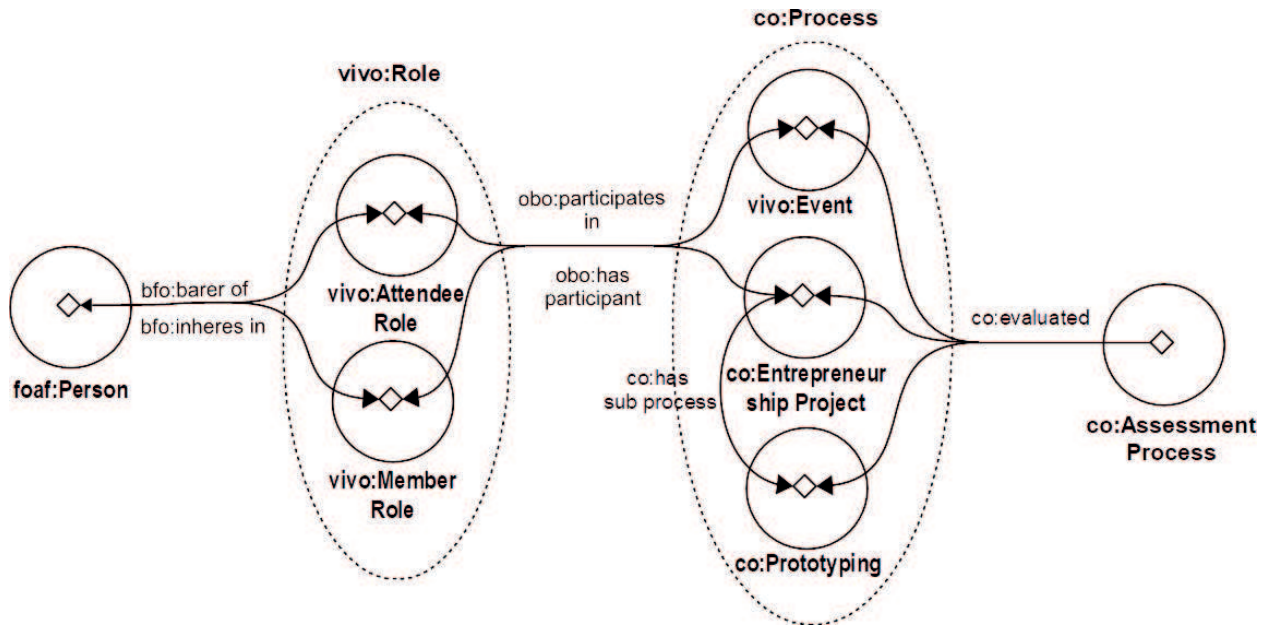 co:Process
vivo:Role
vivo:Event
obo:participates
in
obo:has
participant
bfo:barer of
bfo:inheres in
vivo:Attendee
Role
foaf:Person
co:evaluated
co:has
sub process
co:Entrepreneur
ship Project
co:Assessment
Process
vivo:Member
Role
co:Prototyping